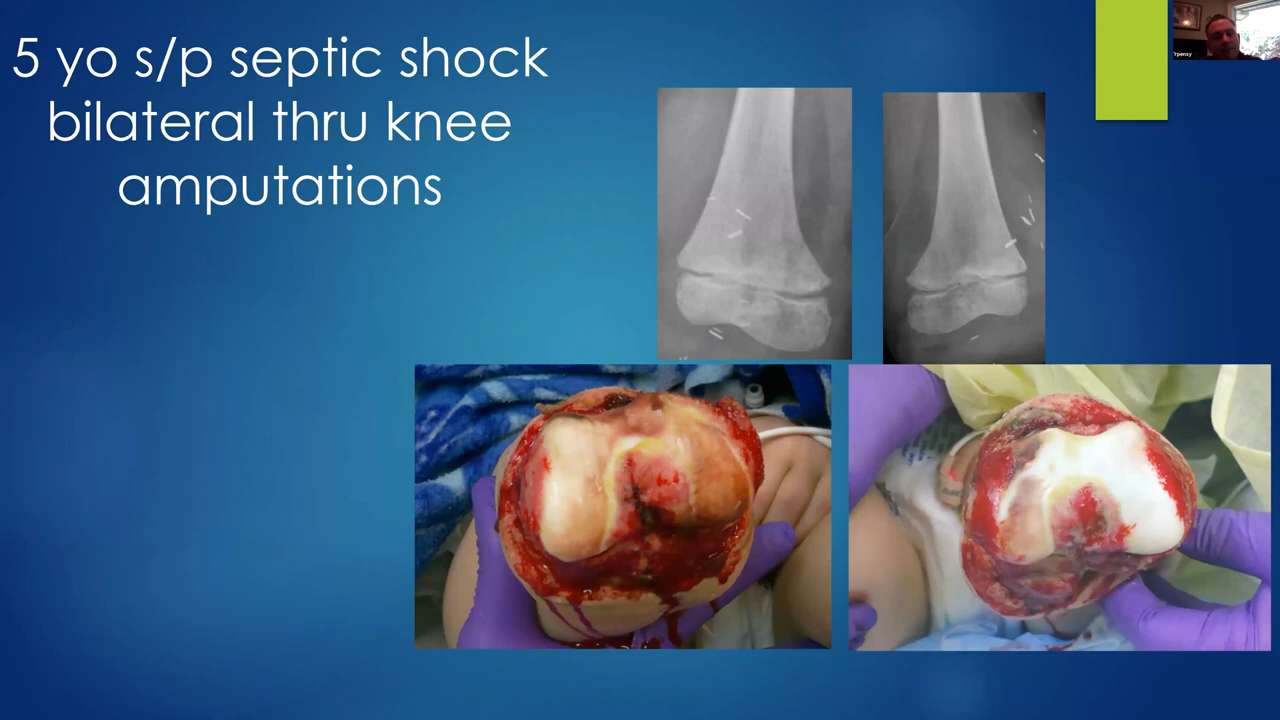 5 yo s/p septic shock
bilateral thru knee
amputations